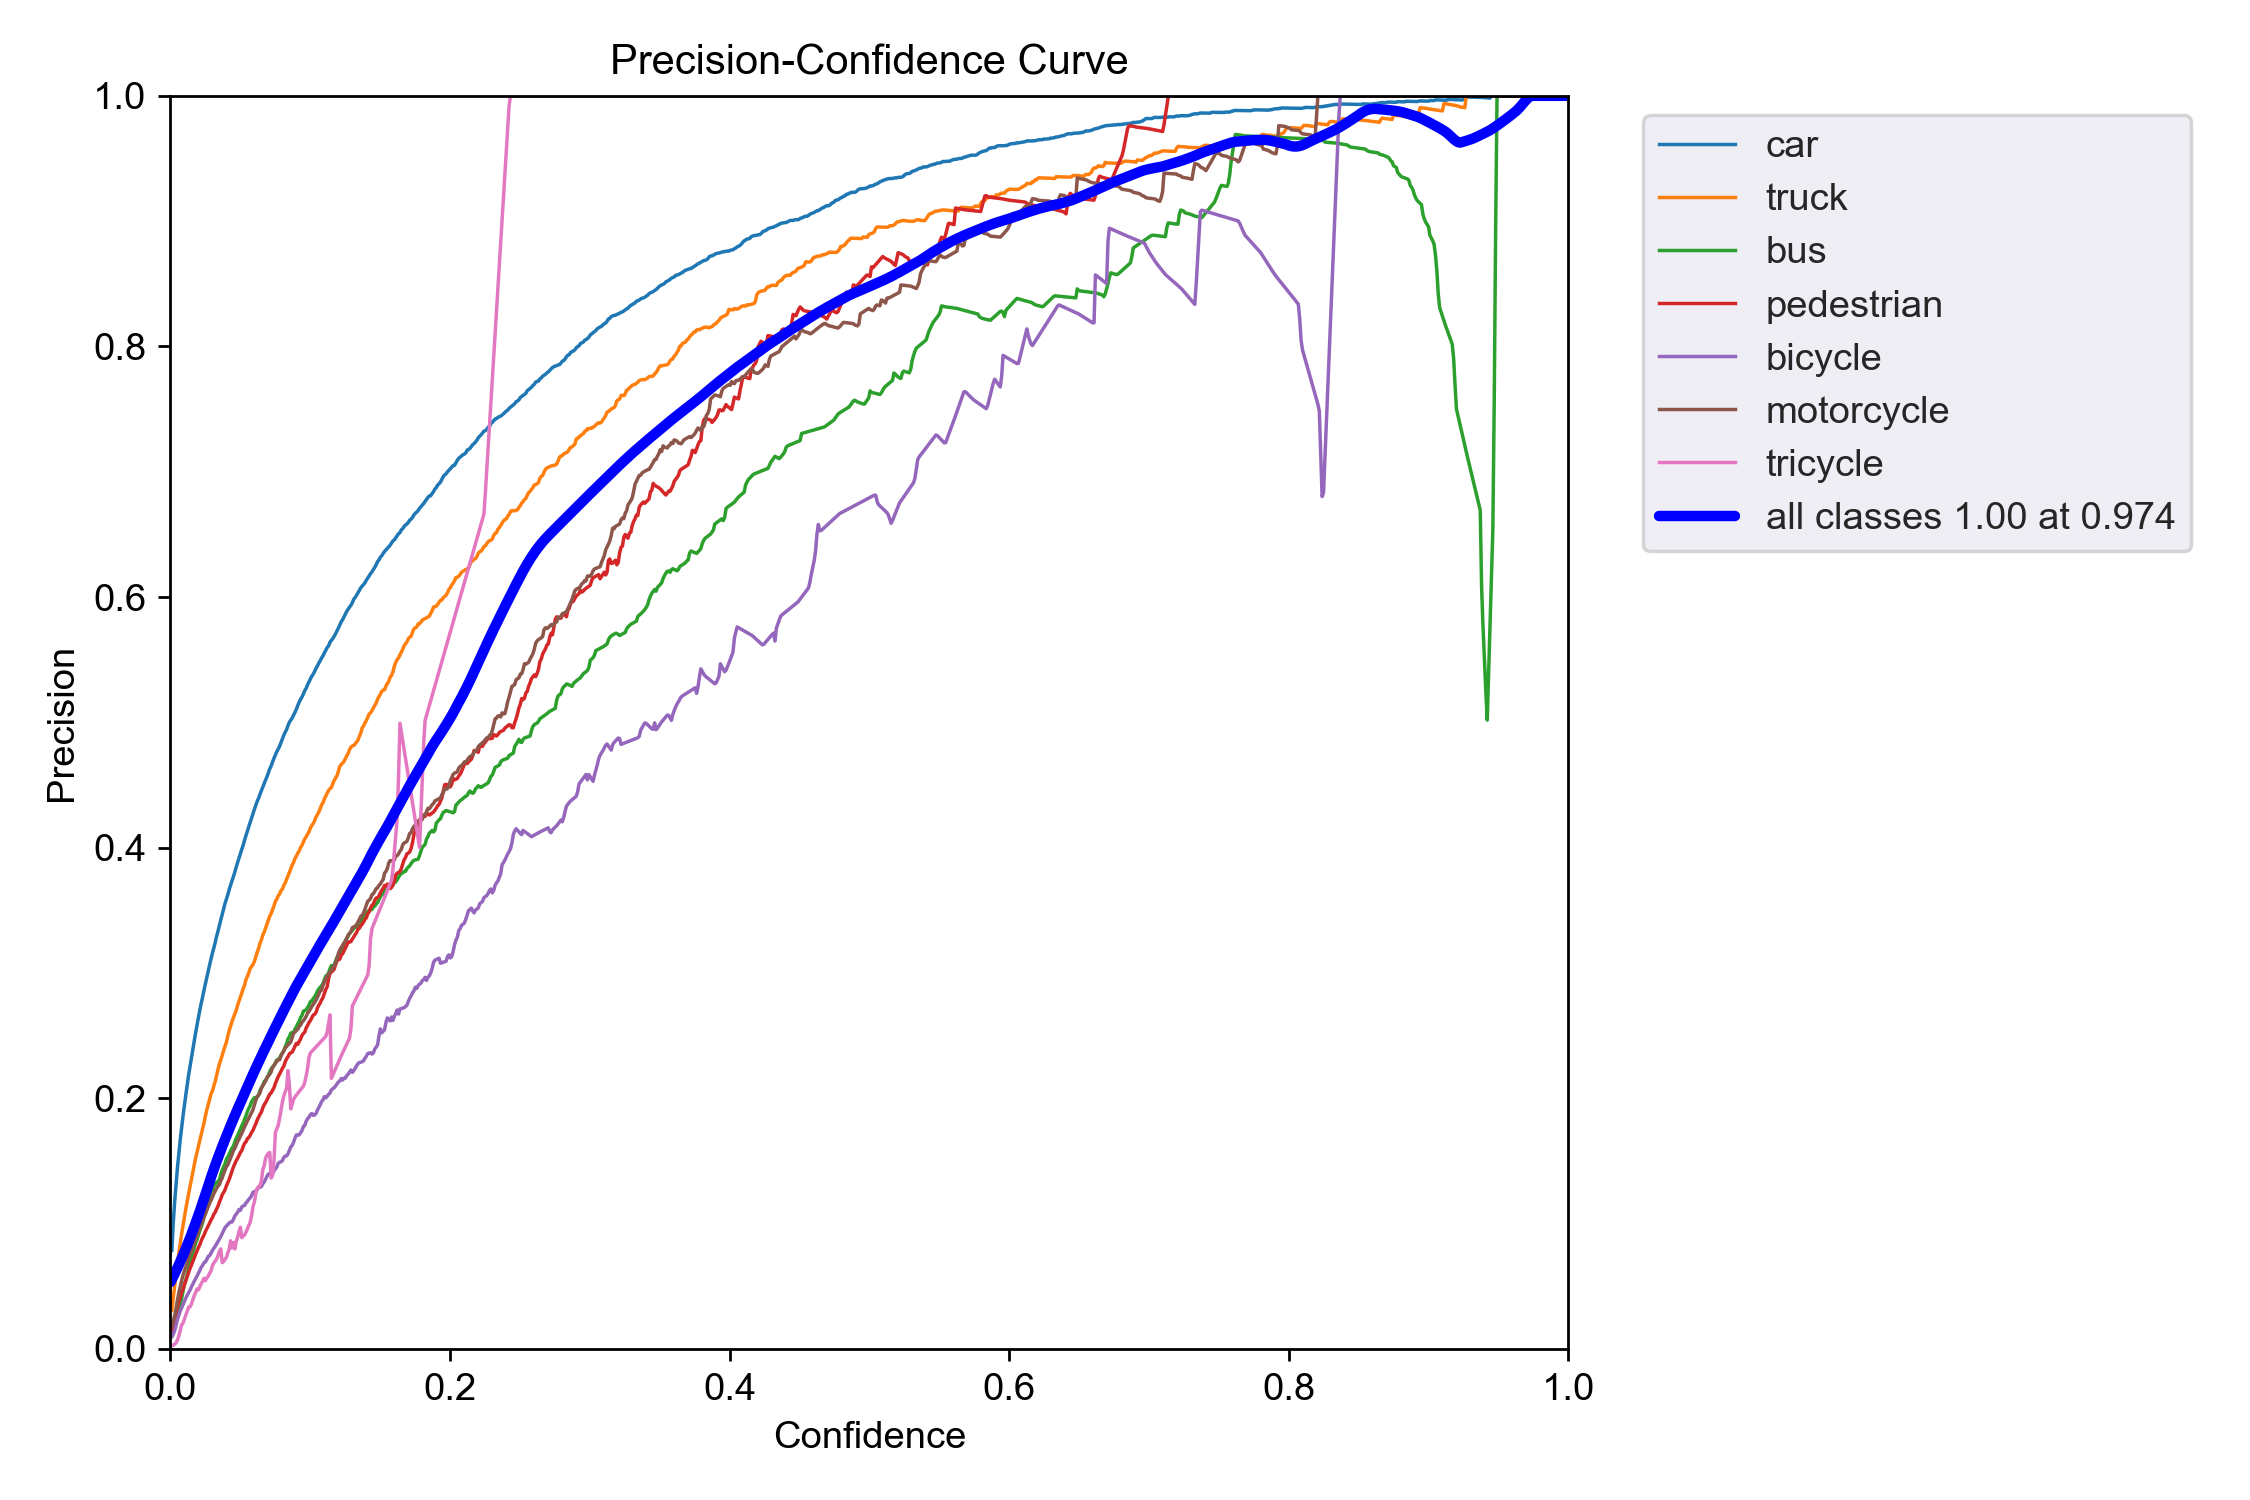 Precision-Confidence Curve
1.0
0.8
0.6
0.4
0.2
0.0
Precision
0.0 0.2 0.4 0.6 0.8 1.0
Confidence
car
truck
bus
pedestrian
bicycle
motorcycle
tricycle
all classes 1.00 at 0.974